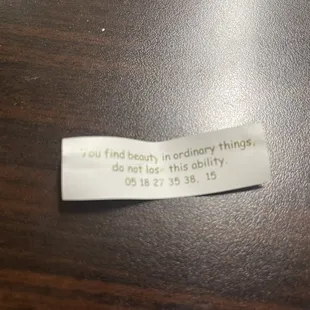 You find beauty in ordinary things,
do not lose this ability.
05 18 27 35 38, 15